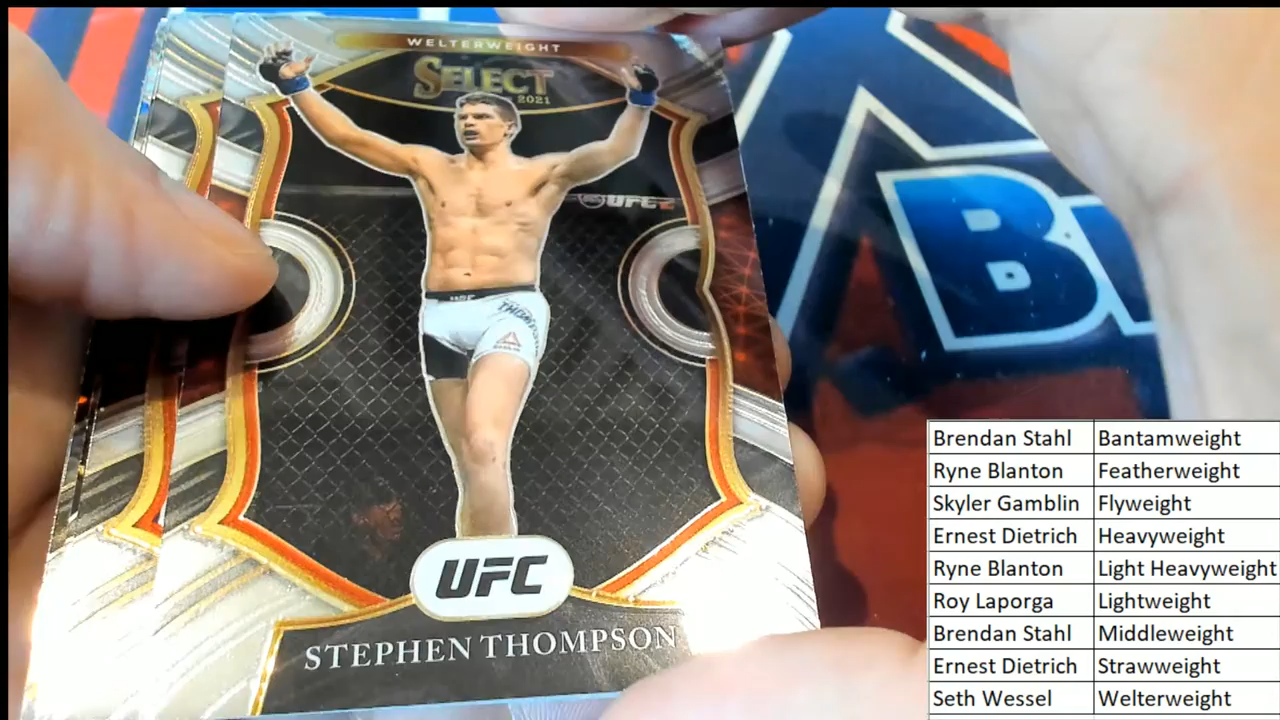 WELTERWEIGHT
SELECT
2021
UFC 2
UFC
STEPHEN THOMPSON
B
Brendan Stahl Bantamweight
Ryne Blanton Featherweight
Skyler Gamblin Flyweight
Ernest Dietrich Heavyweight
Ryne Blanton Light Heavyweight
Roy Laporga Lightweight
Brendan Stahl Middleweight
Ernest Dietrich Strawweight
Seth Wessel Welterweight